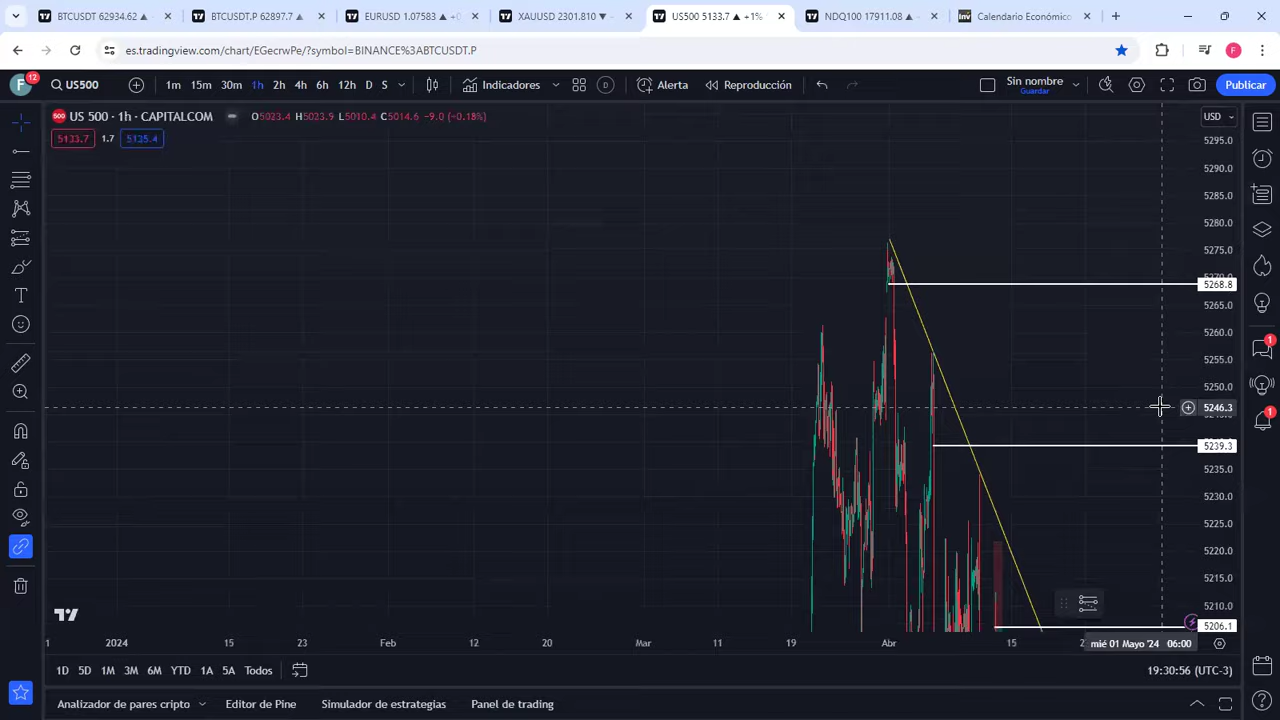 BTCUSDT 62934.62 ▲
BTCUSDT.P 62897.7 ▲
EURUSD 1.07583 ▲
XAUUSD 2301.810 ▼
US500 5133.7 ▲ +1%
NDQ100 17911.08 ▲
Calendario Económico
es.tradingview.com/chart/EGecrwPe/?symbol=BINANCE%3ABTCUSDT.P
F
F
12
US500
1m
15m
30m
1h
2h
4h
6h
12h
D
S
Indicadores
D
Alerta
Reproducción
Sin nombre
Guardar
Publicar
500
US 500 · 1h · CAPITALCOM
O5023.4 H5023.9 L5010.4 C5014.6 −9.0 (−0.18%)
USD
5133.7
1.7
5135.4
5295.0
5290.0
5285.0
5280.0
5275.0
5268.8
5265.0
5260.0
5255.0
5250.0
5246.3
5239.3
5235.0
5230.0
5225.0
5220.0
5215.0
5210.0
5206.1
1
1
2024
15
23
Feb
12
20
Mar
11
19
Abr
15
mié 01 Mayo '24 06:00
1D
5D
1M
3M
6M
YTD
1A
5A
Todos
19:30:56 (UTC-3)
Analizador de pares cripto
Editor de Pine
Simulador de estrategias
Panel de trading